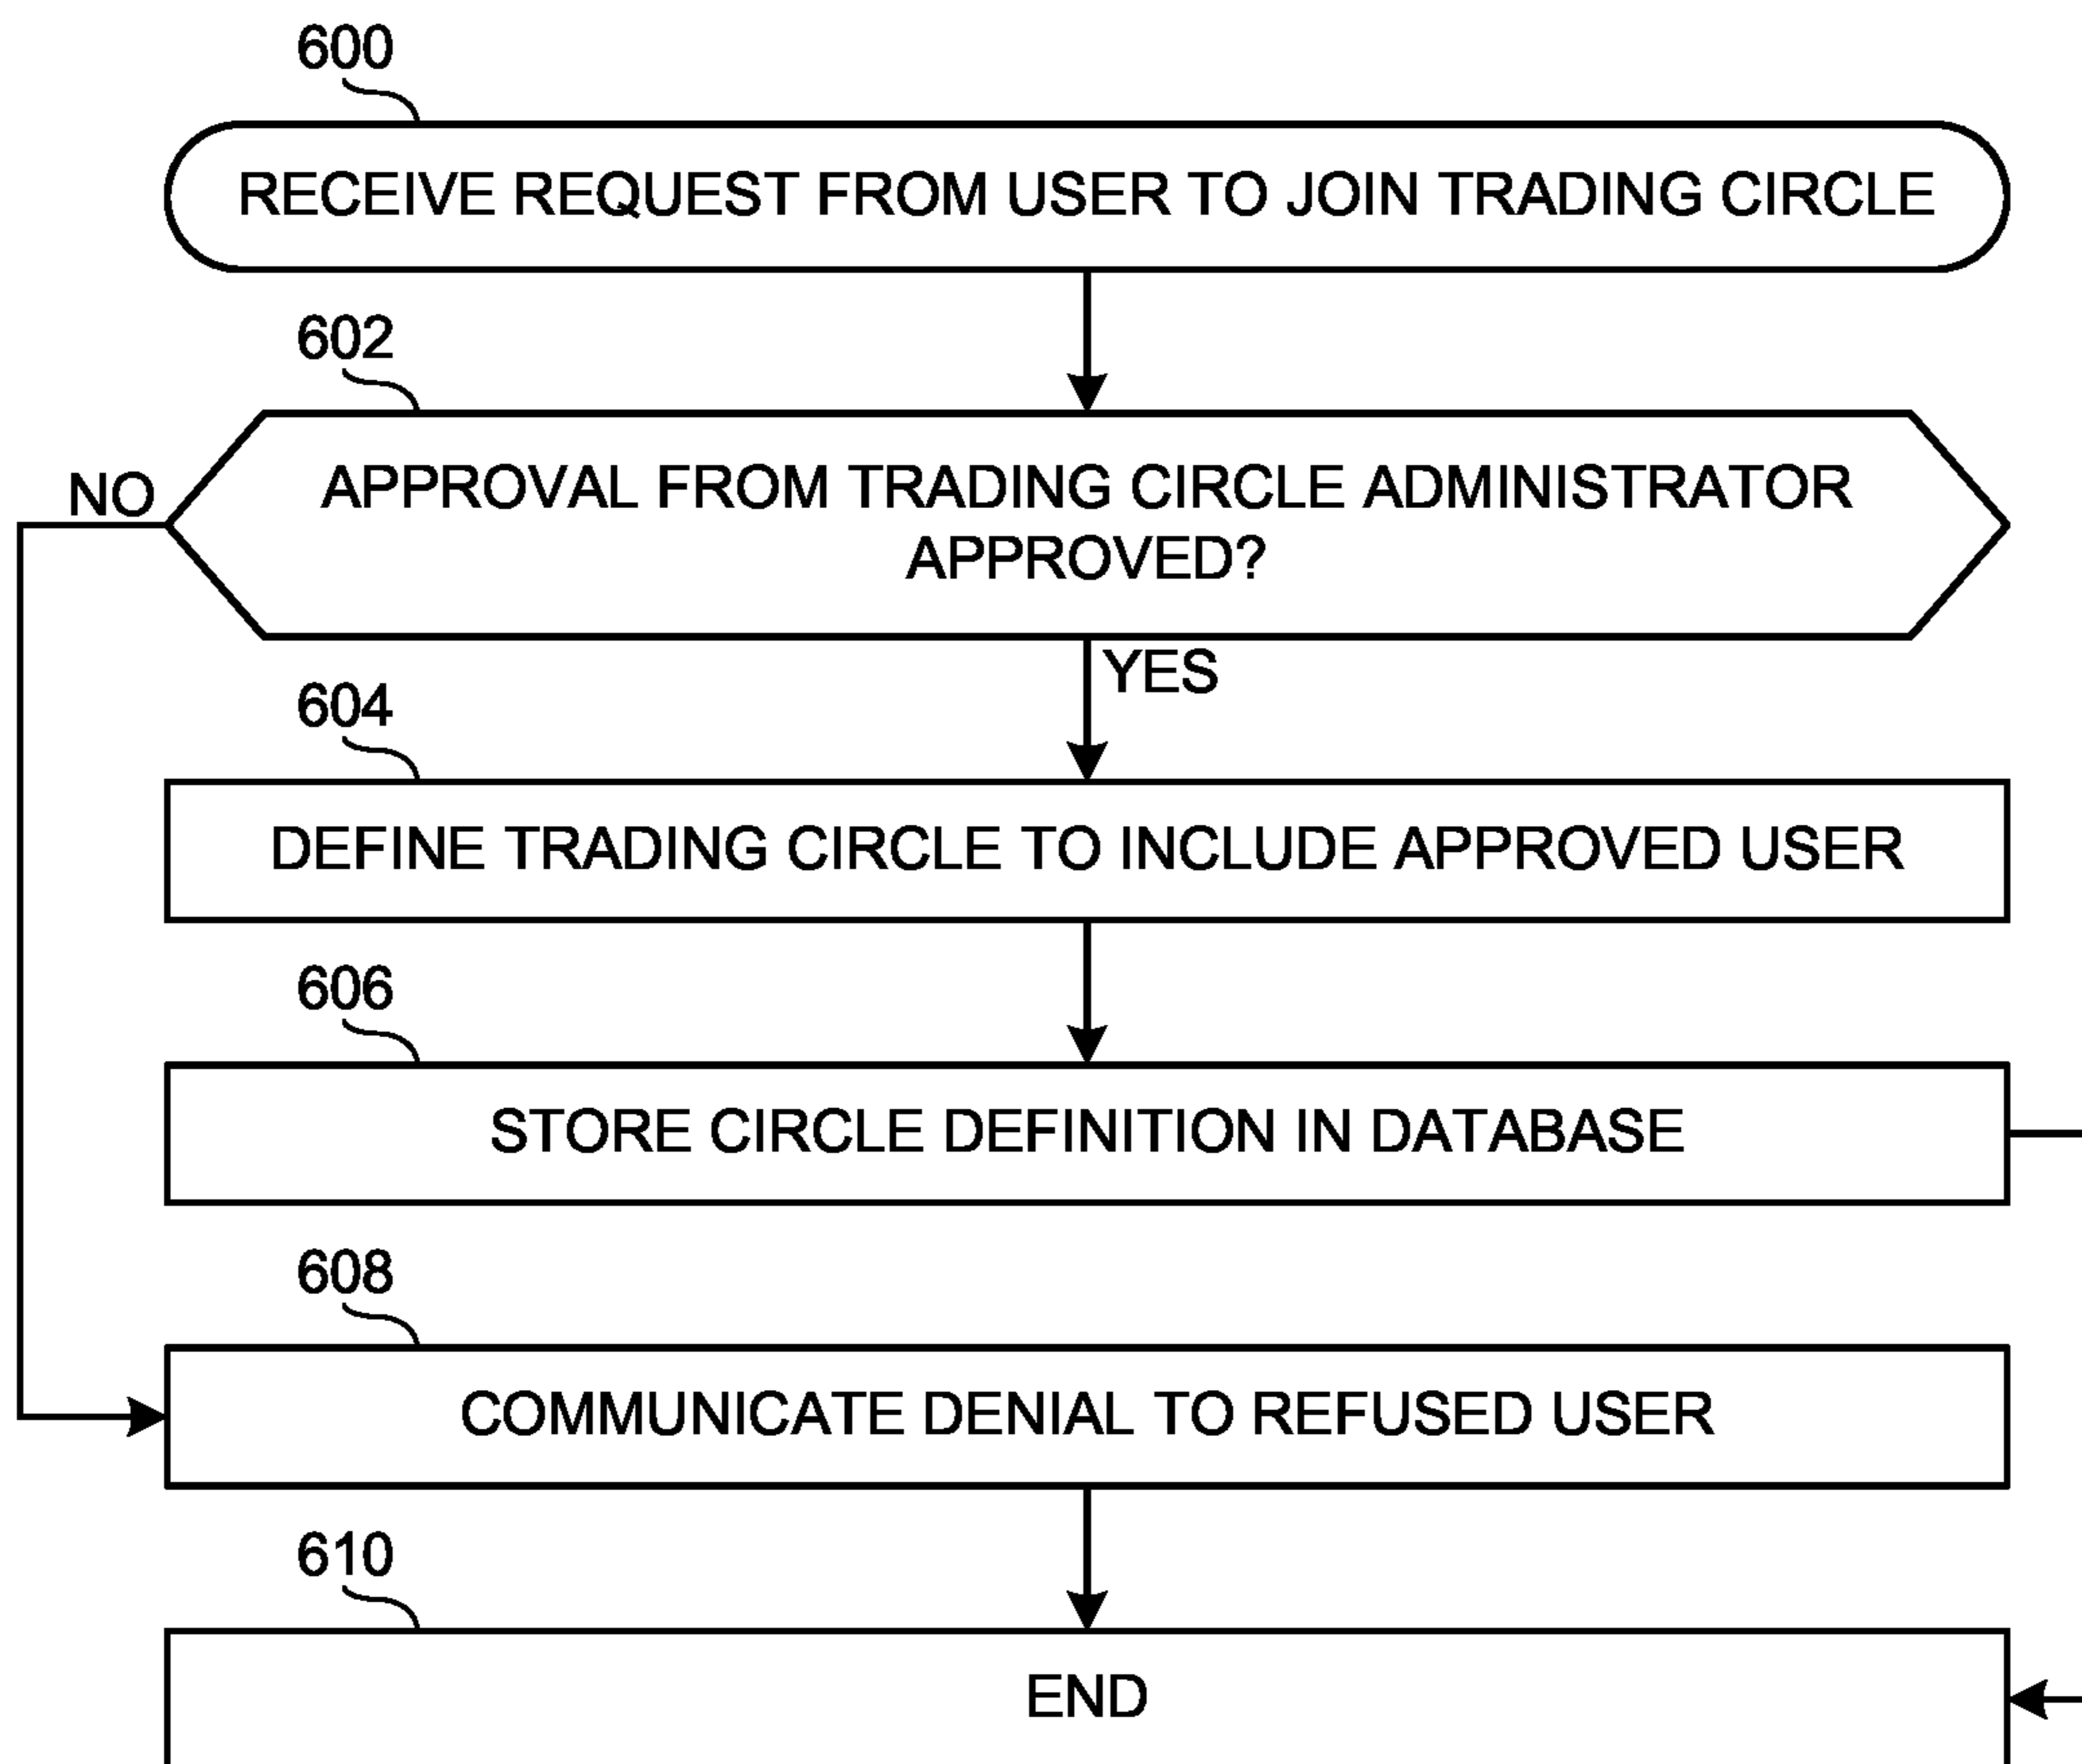 600
RECEIVE REQUEST FROM USER TO JOIN TRADING CIRCLE
602
NO
APPROVAL FROM TRADING CIRCLE ADMINISTRATOR
APPROVED?
YES
604
DEFINE TRADING CIRCLE TO INCLUDE APPROVED USER
606
STORE CIRCLE DEFINITION IN DATABASE
608
COMMUNICATE DENIAL TO REFUSED USER
610
END